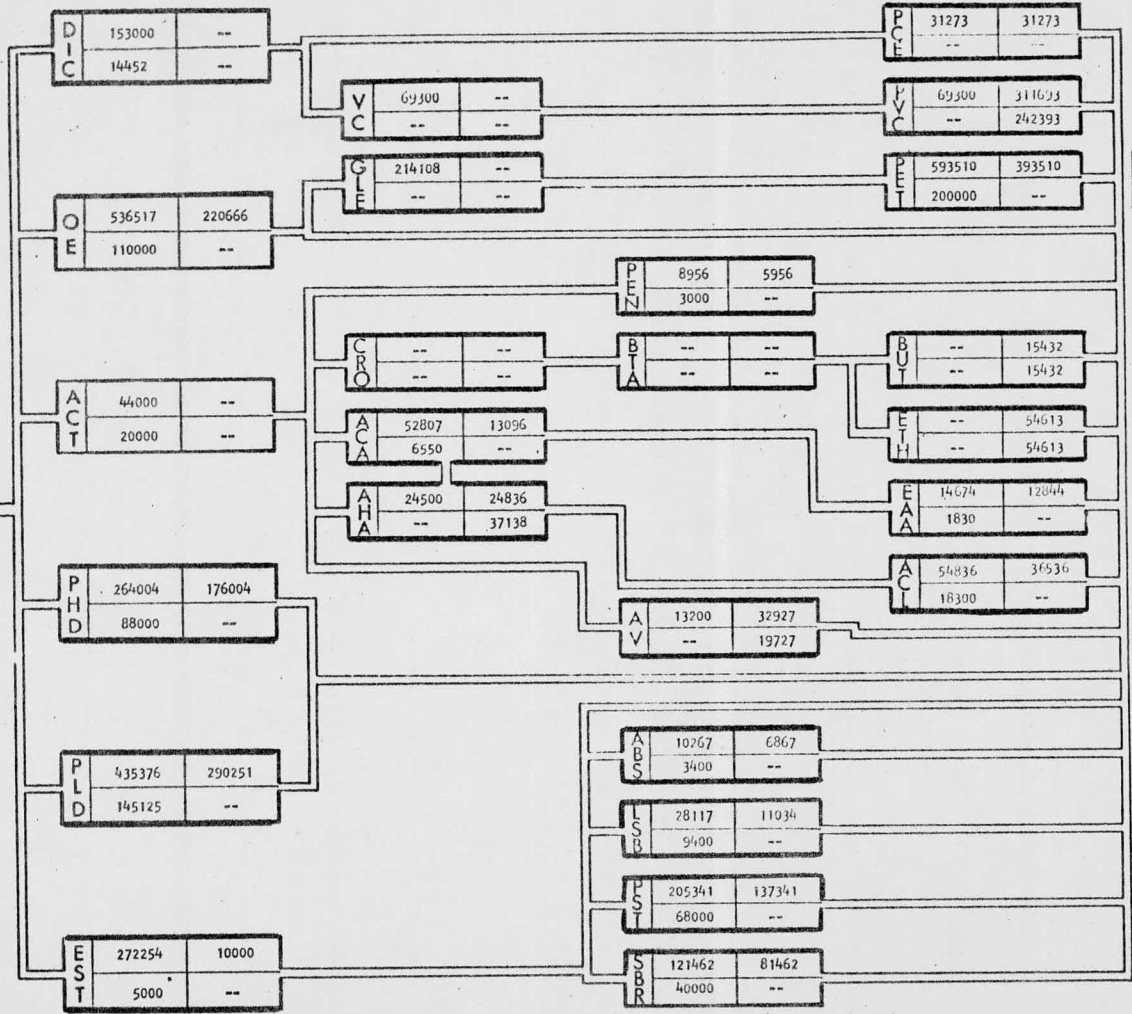 DIC 153000 --
14452 --
PCE 31273 31273
-- --
VC 69300 --
-- --
PVC 69300 311693
-- 242393
GLE 214108 --
-- --
PET 593510 393510
200000 --
OE 536517 220666
110000 --
PEN 8956 5956
3000 --
CRO -- --
-- --
BTA -- --
-- --
BUT -- 15432
-- 15432
ACT 44000 --
20000 --
ACA 52807 13096
6550 --
ETH -- 54613
-- 54613
AHA 24500 24836
-- 37138
EAA 14674 12844
1830 --
PHD 264004 176004
88000 --
ACL 54836 36536
18300 --
AV 13200 32927
-- 19727
PLD 435376 290251
145125 --
ABS 10267 6867
3400 --
LSB 28117 11034
9400 --
PST 205341 137341
68000 --
EST 272254 10000
5000 --
SBR 121462 81462
40000 --